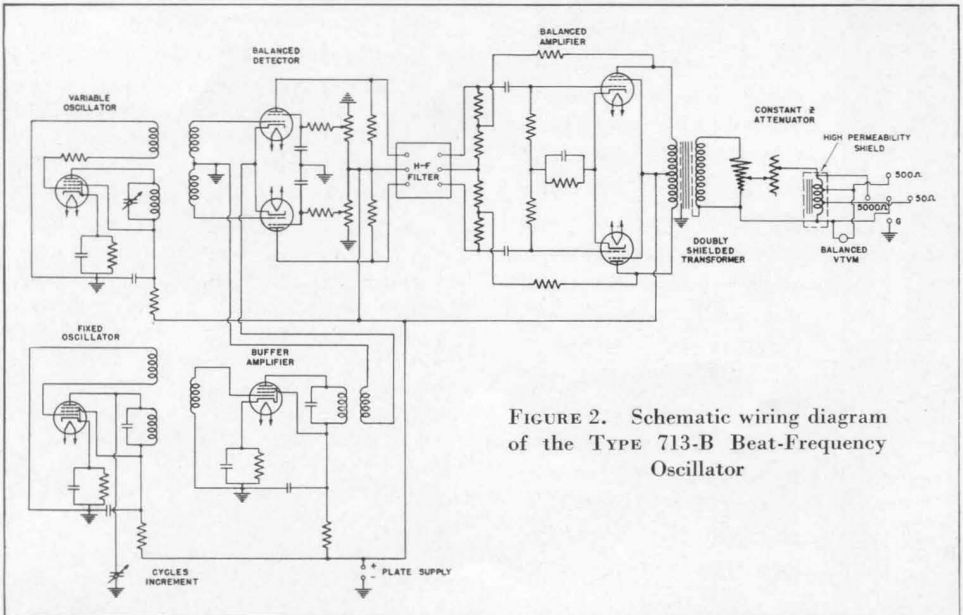 BALANCED
DETECTOR
BALANCED
AMPLIFIER
VARIABLE
OSCILLATOR
CONSTANT Z
ATTENUATOR
HIGH PERMEABILITY
SHIELD
H-F
FILTER
500Ω
50Ω
5000Ω
G
DOUBLY
SHIELDED
TRANSFORMER
BALANCED
VTVM
FIXED
OSCILLATOR
BUFFER
AMPLIFIER
FIGURE 2. Schematic wiring diagram
of the TYPE 713-B Beat-Frequency
Oscillator
CYCLES
INCREMENT
+
- PLATE SUPPLY